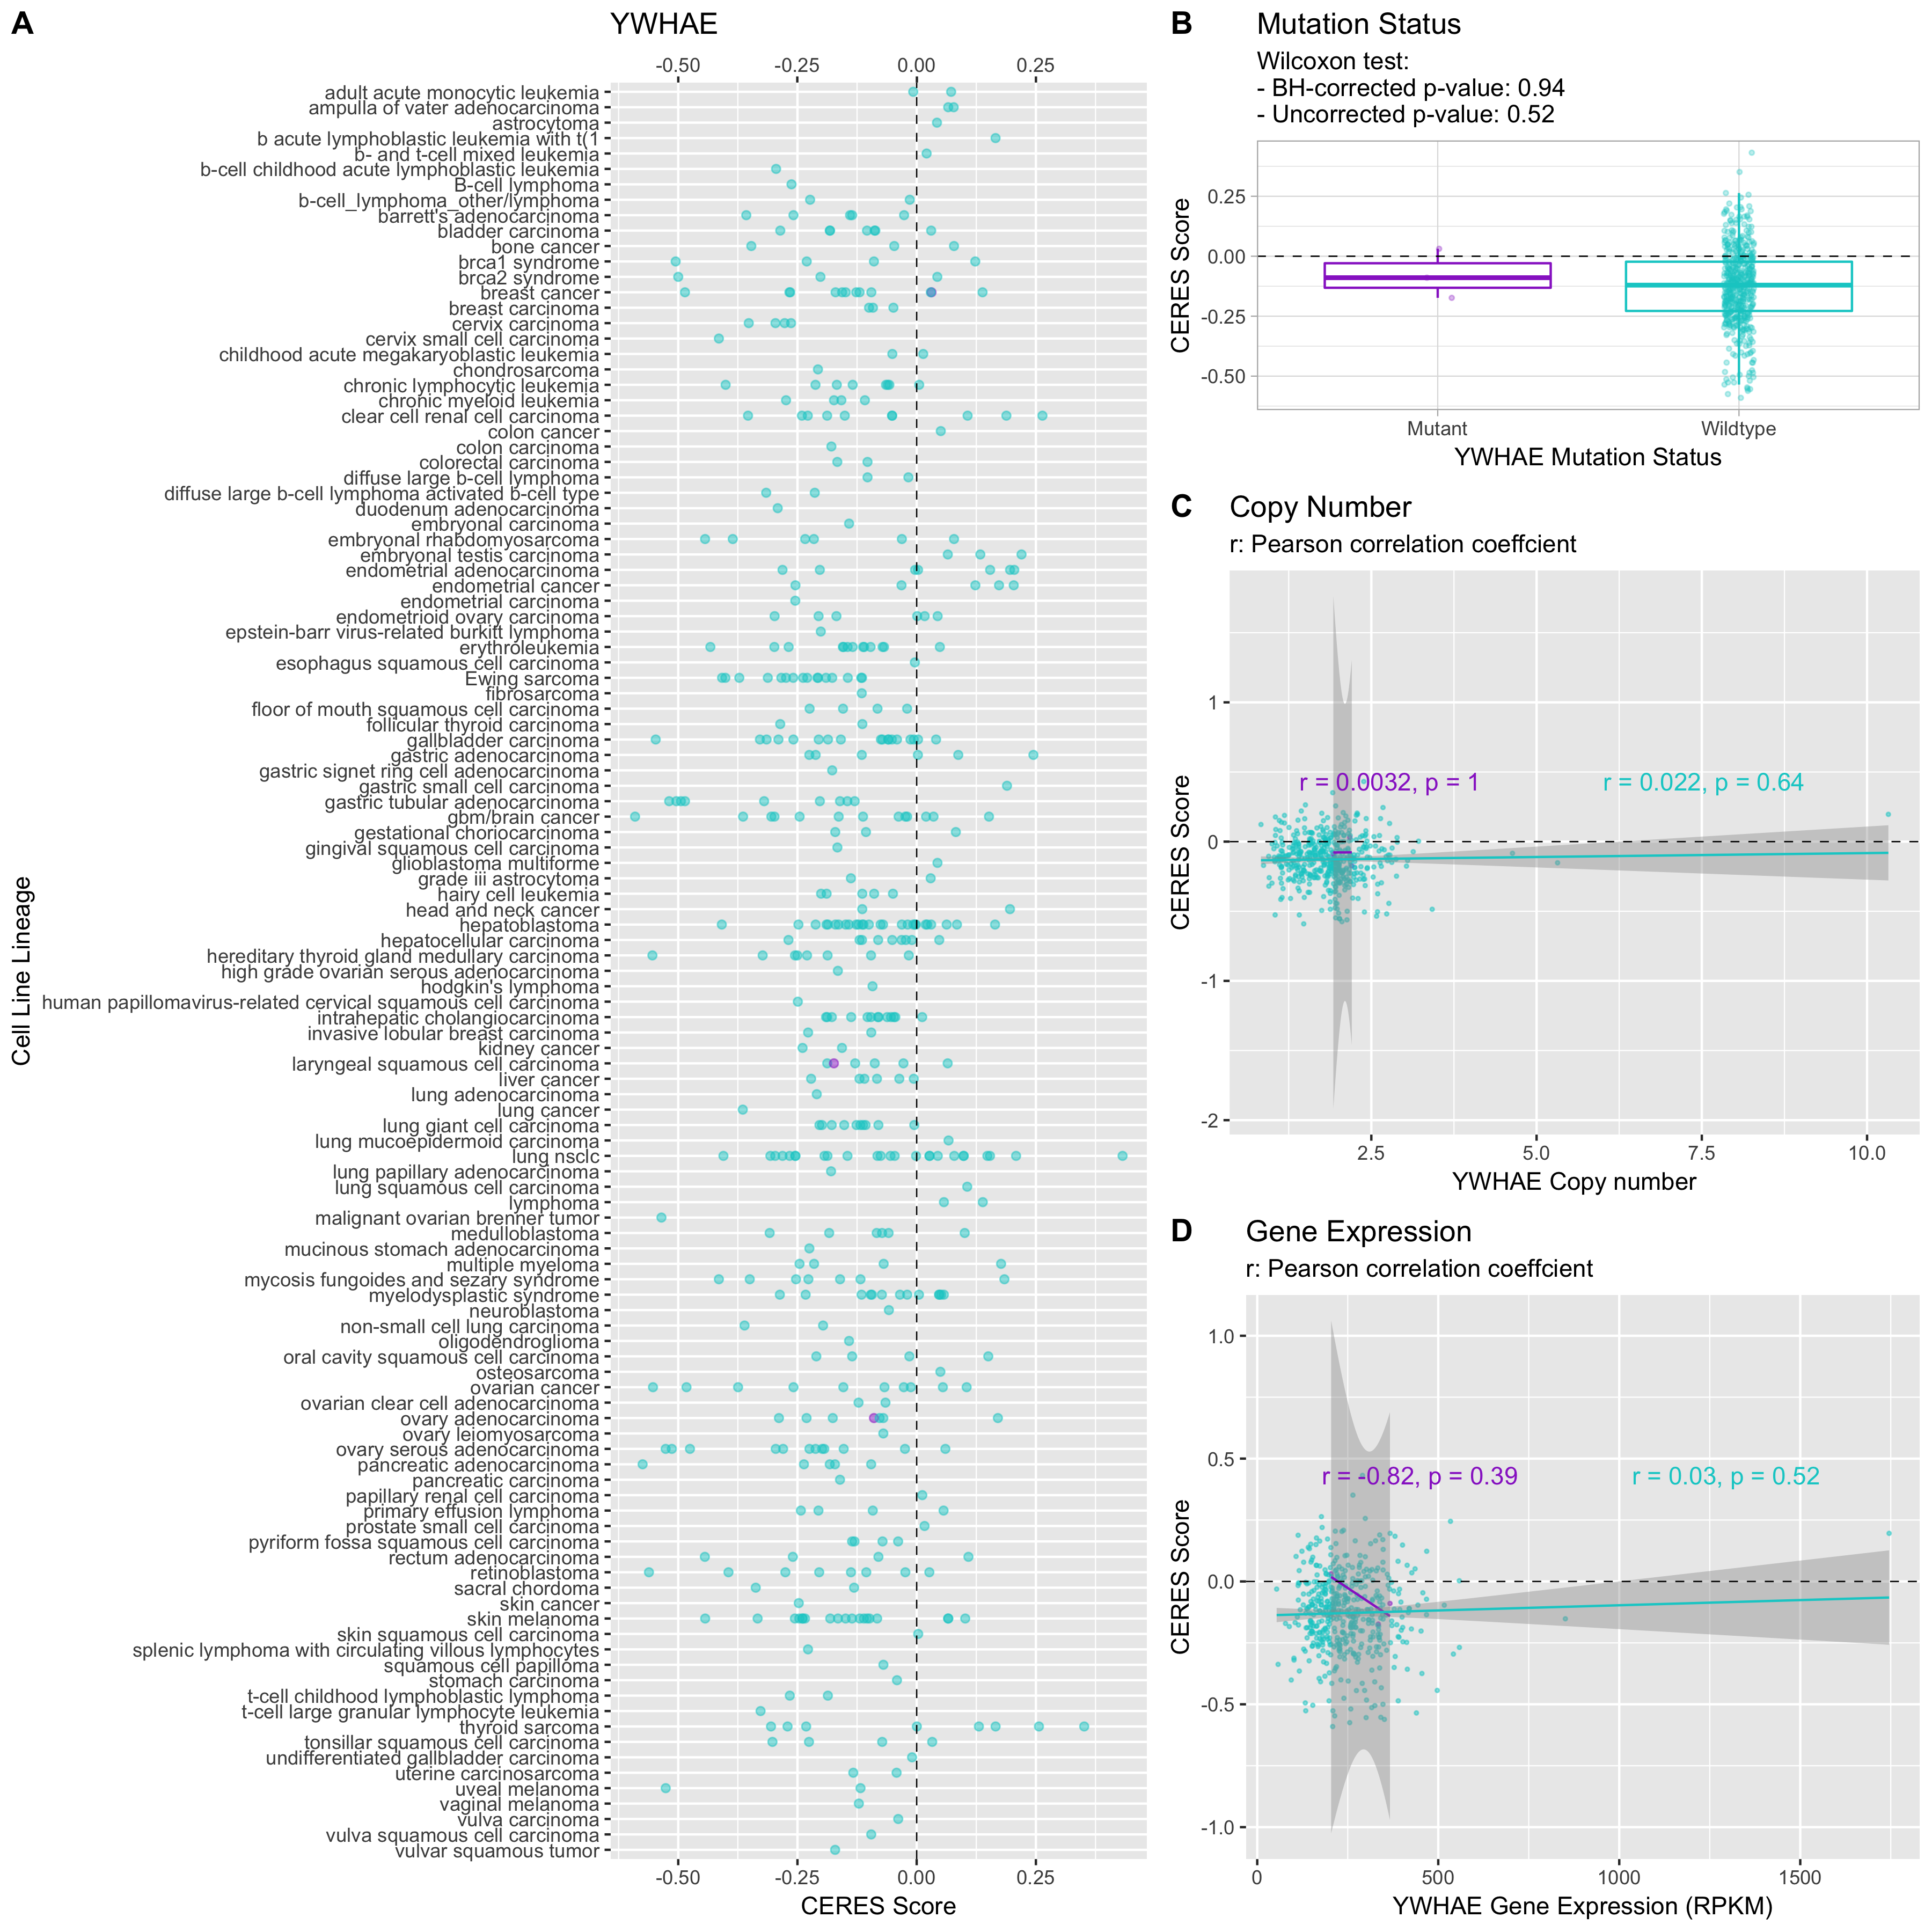 A
YWHAE
-0.50 -0.25 0.00 0.25
Cell Line Lineage
adult acute monocytic leukemia
ampulla of vater adenocarcinoma
astrocytoma
b acute lymphoblastic leukemia with t(1
b- and t-cell mixed leukemia
b-cell childhood acute lymphoblastic leukemia
B-cell lymphoma
b-cell_lymphoma_other/lymphoma
barrett's adenocarcinoma
bladder carcinoma
bone cancer
brca1 syndrome
brca2 syndrome
breast cancer
breast carcinoma
cervix carcinoma
cervix small cell carcinoma
childhood acute megakaryoblastic leukemia
chondrosarcoma
chronic lymphocytic leukemia
chronic myeloid leukemia
clear cell renal cell carcinoma
colon cancer
colon carcinoma
colorectal carcinoma
diffuse large b-cell lymphoma
diffuse large b-cell lymphoma activated b-cell type
duodenum adenocarcinoma
embryonal carcinoma
embryonal rhabdomyosarcoma
embryonal testis carcinoma
endometrial adenocarcinoma
endometrial cancer
endometrial carcinoma
endometrioid ovary carcinoma
epstein-barr virus-related burkitt lymphoma
erythroleukemia
esophagus squamous cell carcinoma
Ewing sarcoma
fibrosarcoma
floor of mouth squamous cell carcinoma
follicular thyroid carcinoma
gallbladder carcinoma
gastric adenocarcinoma
gastric signet ring cell adenocarcinoma
gastric small cell carcinoma
gastric tubular adenocarcinoma
gbm/brain cancer
gestational choriocarcinoma
gingival squamous cell carcinoma
glioblastoma multiforme
grade iii astrocytoma
hairy cell leukemia
head and neck cancer
hepatoblastoma
hepatocellular carcinoma
hereditary thyroid gland medullary carcinoma
high grade ovarian serous adenocarcinoma
hodgkin's lymphoma
human papillomavirus-related cervical squamous cell carcinoma
intrahepatic cholangiocarcinoma
invasive lobular breast carcinoma
kidney cancer
laryngeal squamous cell carcinoma
liver cancer
lung adenocarcinoma
lung cancer
lung giant cell carcinoma
lung mucoepidermoid carcinoma
lung nsclc
lung papillary adenocarcinoma
lung squamous cell carcinoma
lymphoma
malignant ovarian brenner tumor
medulloblastoma
mucinous stomach adenocarcinoma
multiple myeloma
mycosis fungoides and sezary syndrome
myelodysplastic syndrome
neuroblastoma
non-small cell lung carcinoma
oligodendroglioma
oral cavity squamous cell carcinoma
osteosarcoma
ovarian cancer
ovarian clear cell adenocarcinoma
ovary adenocarcinoma
ovary leiomyosarcoma
ovary serous adenocarcinoma
pancreatic adenocarcinoma
pancreatic carcinoma
papillary renal cell carcinoma
primary effusion lymphoma
prostate small cell carcinoma
pyriform fossa squamous cell carcinoma
rectum adenocarcinoma
retinoblastoma
sacral chordoma
skin cancer
skin melanoma
skin squamous cell carcinoma
splenic lymphoma with circulating villous lymphocytes
squamous cell papilloma
stomach carcinoma
t-cell childhood lymphoblastic lymphoma
t-cell large granular lymphocyte leukemia
thyroid sarcoma
tonsillar squamous cell carcinoma
undifferentiated gallbladder carcinoma
uterine carcinosarcoma
uveal melanoma
vaginal melanoma
vulva carcinoma
vulva squamous cell carcinoma
vulvar squamous tumor
-0.50 -0.25 0.00 0.25
CERES Score
B
Mutation Status
Wilcoxon test:
- BH-corrected p-value: 0.94
- Uncorrected p-value: 0.52
CERES Score
0.25
0.00
-0.25
-0.50
Mutant Wildtype
YWHAE Mutation Status
C
Copy Number
r: Pearson correlation coeffcient
CERES Score
1
0
-1
-2
r = 0.0032, p = 1
r = 0.022, p = 0.64
2.5 5.0 7.5 10.0
YWHAE Copy number
D
Gene Expression
r: Pearson correlation coeffcient
CERES Score
1.0
0.5
0.0
-0.5
-1.0
r = -0.82, p = 0.39
r = 0.03, p = 0.52
0 500 1000 1500
YWHAE Gene Expression (RPKM)